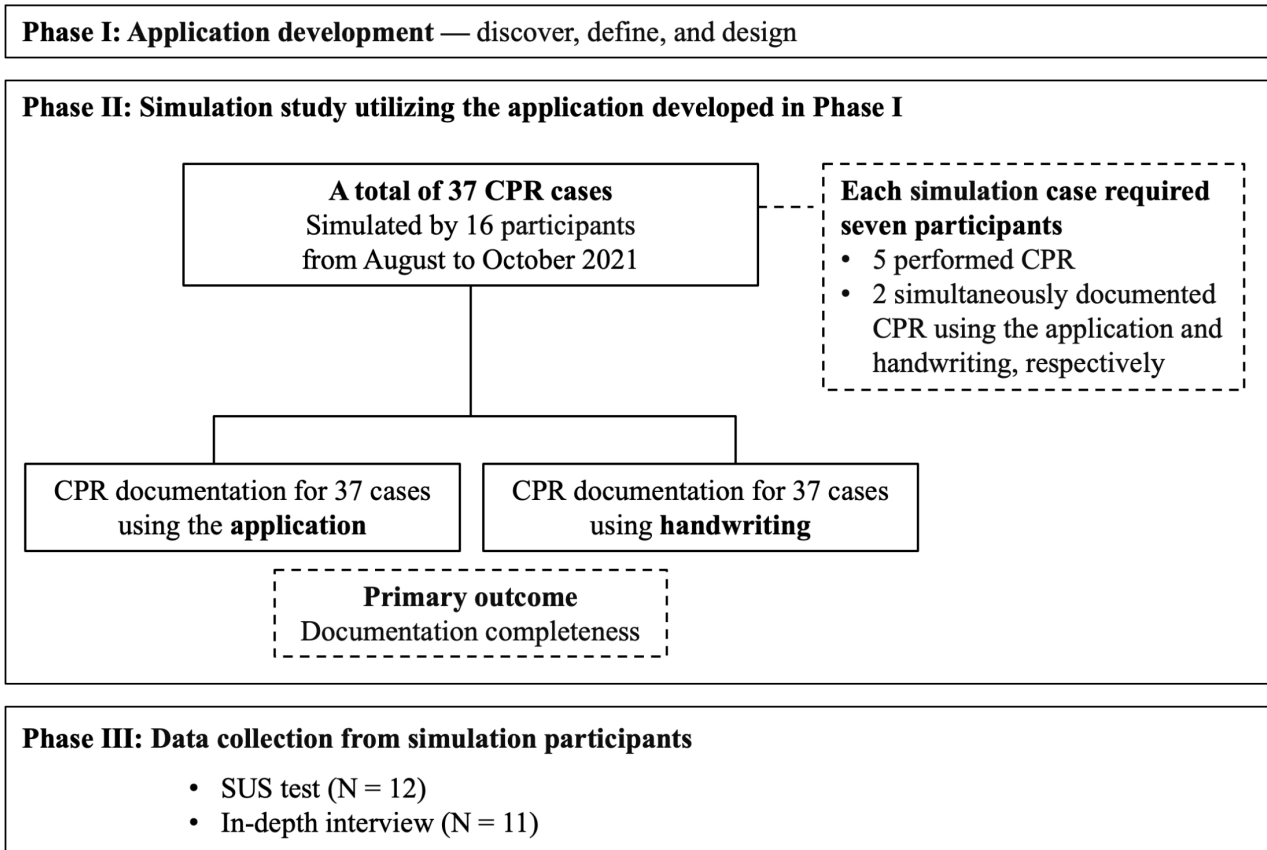 Phase I: Application development — discover, define, and design
Phase II: Simulation study utilizing the application developed in Phase I
A total of 37 CPR cases
Simulated by 16 participants
from August to October 2021
Each simulation case required
seven participants
• 5 performed CPR
• 2 simultaneously documented
CPR using the application and
handwriting, respectively
CPR documentation for 37 cases
using the application
CPR documentation for 37 cases
using handwriting
Primary outcome
Documentation completeness
Phase III: Data collection from simulation participants
• SUS test (N = 12)
• In-depth interview (N = 11)